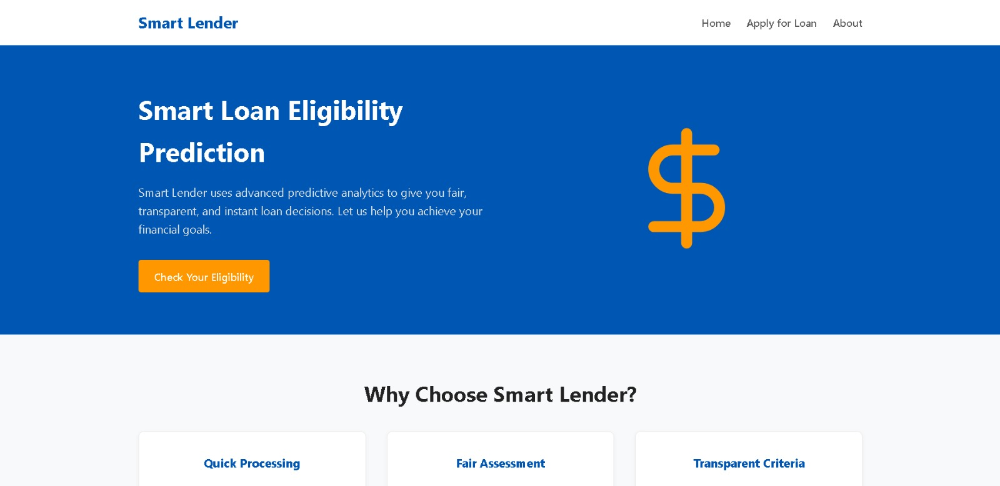 Smart Lender
Home Apply for Loan About
Smart Loan Eligibility
Prediction
Smart Lender uses advanced predictive analytics to give you fair,
transparent, and instant loan decisions. Let us help you achieve your
financial goals.
Check Your Eligibility
Why Choose Smart Lender?
Quick Processing
Fair Assessment
Transparent Criteria